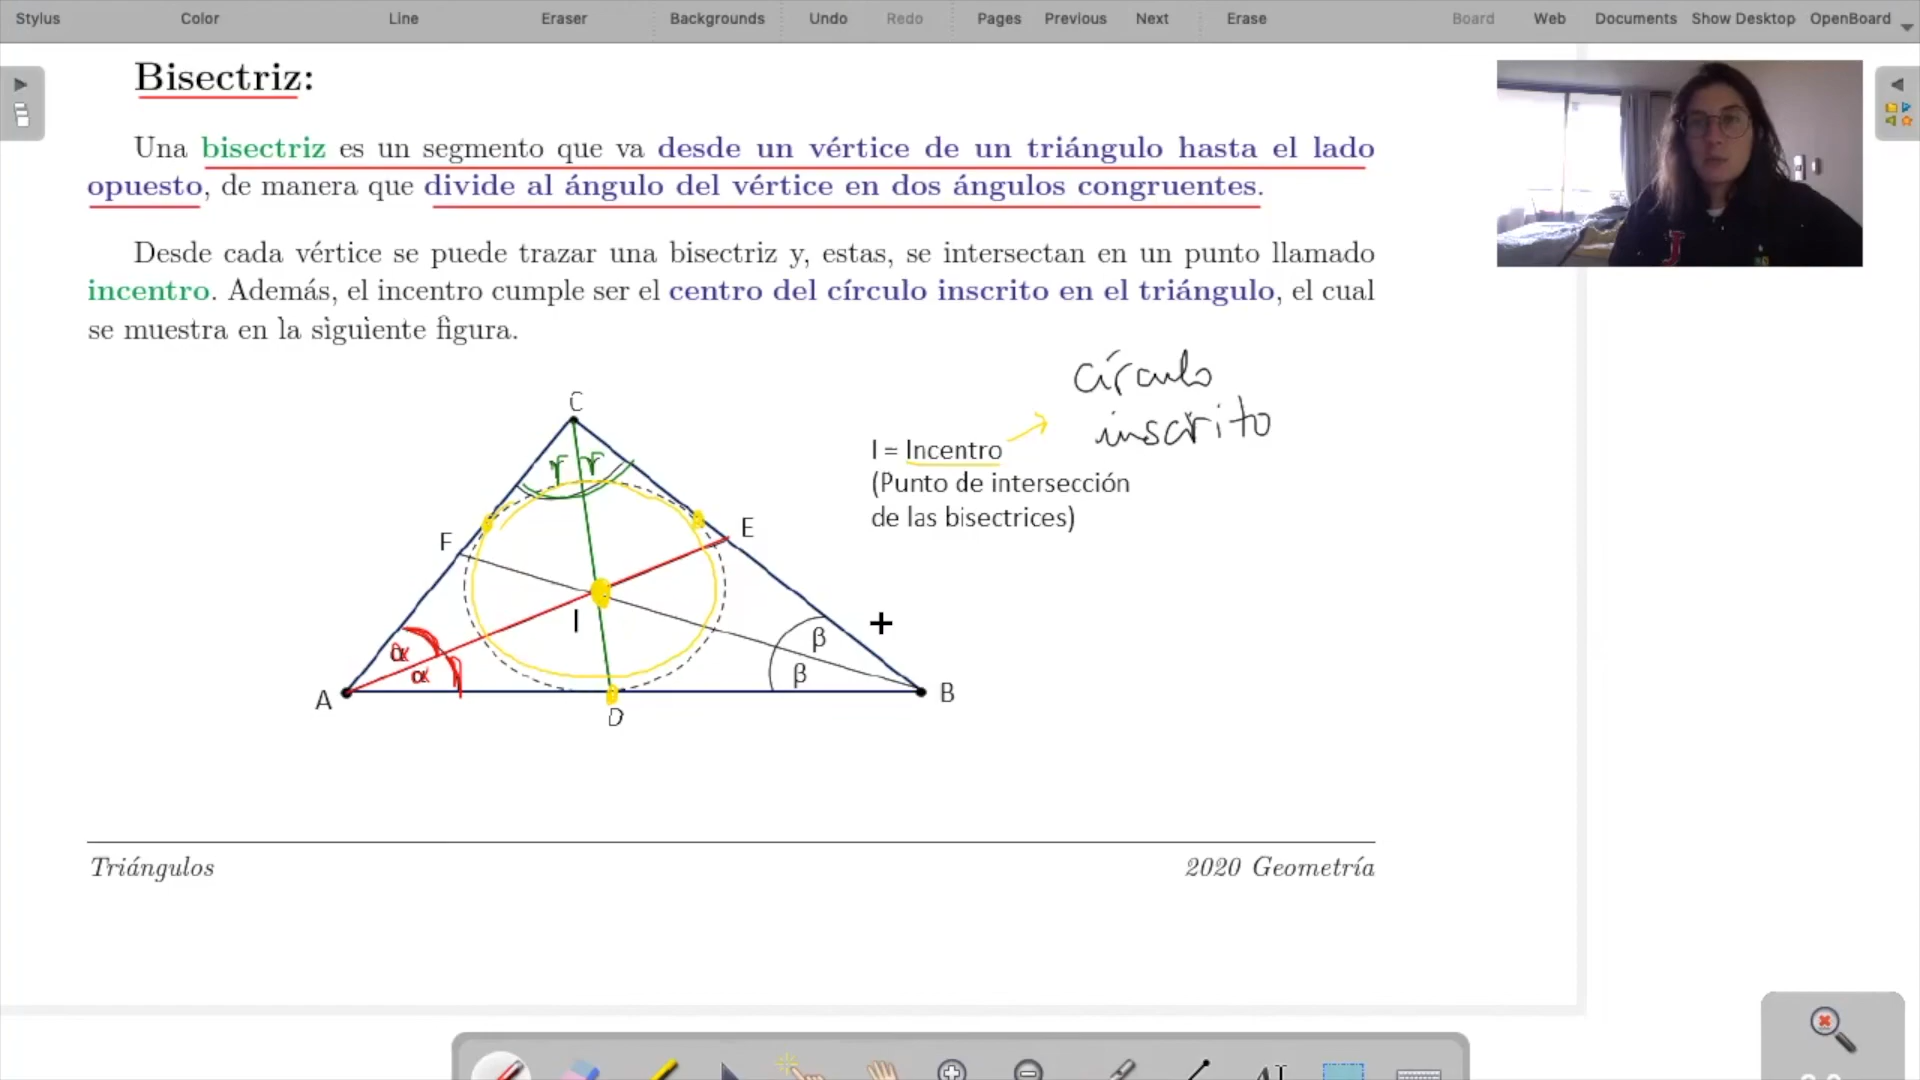 Stylus Color Line Eraser Backgrounds Undo Redo Pages Previous Next Erase Board Web Documents Show Desktop OpenBoard
Bisectriz:
Una bisectriz es un segmento que va desde un vértice de un triángulo hasta el lado
opuesto, de manera que divide al ángulo del vértice en dos ángulos congruentes.
Desde cada vértice se puede trazar una bisectriz y, estas, se intersectan en un punto llamado
incentro. Además, el incentro cumple ser el centro del círculo inscrito en el triángulo, el cual
se muestra en la siguiente figura.
círculo
inscrito
C
I = Incentro
(Punto de intersección
de las bisectrices)
γ γ
F
E
I
α
α
β
β
A
B
D
Triángulos
2020 Geometría